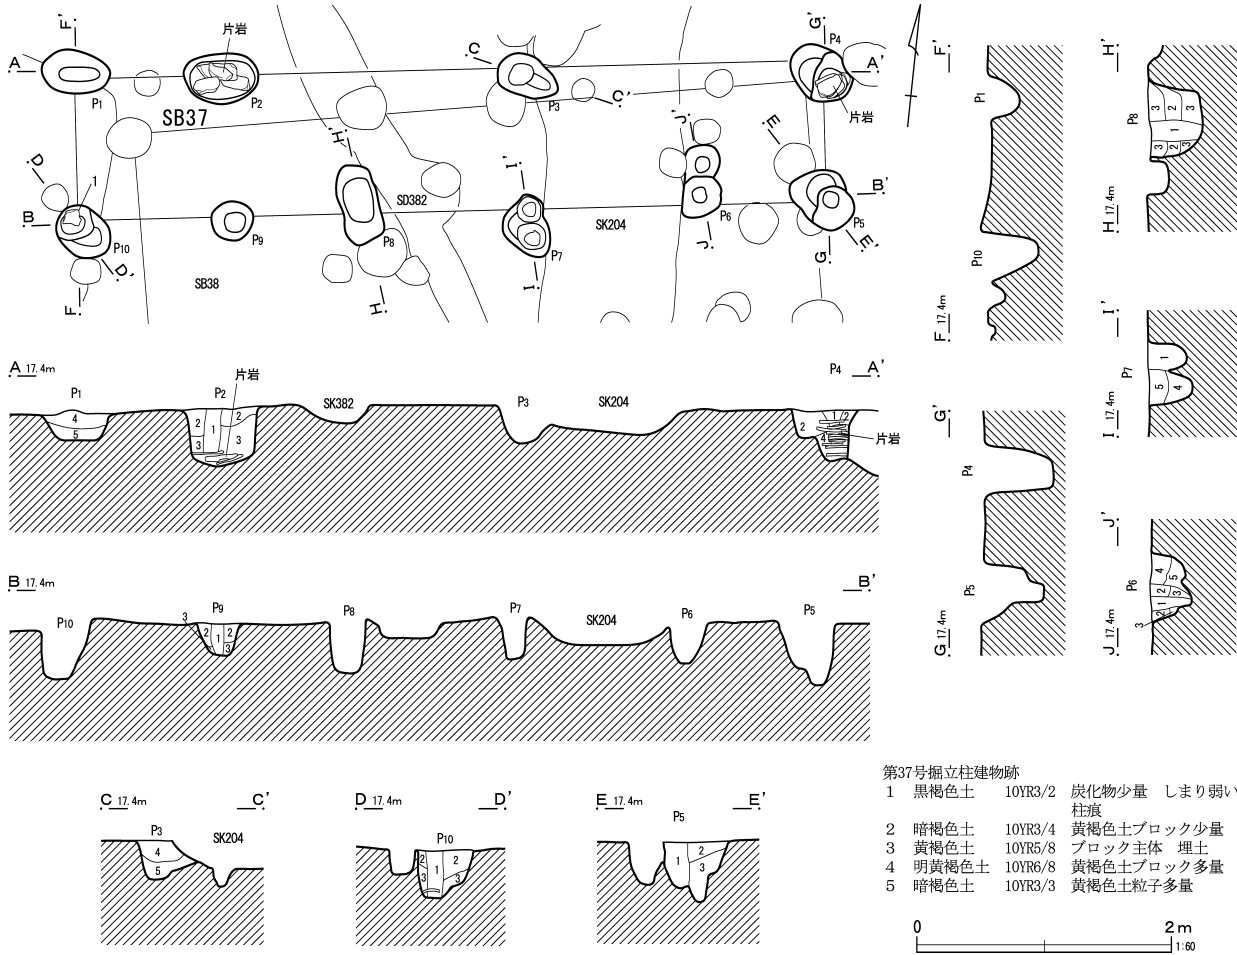 F'
片岩
A
P1
P2
SB37
C
P3
C'
G'
P4
A'
片岩
D
1
H'
I'
J'
E
B
P10
D'
F
P9
SB38
SD382
P8
H
P7
I
SK204
P6
J
B'
P5
E'
G
A 17.4m
P1
P2
片岩
SK382
P3
SK204
P4
A'
4
5
2
1
2
3
3
1
2
2
4
片岩
B 17.4m
B'
P10
3
P9
2
1
2
3
P8
P7
SK204
P6
P5
C 17.4m
C'
P3
SK204
4
5
D 17.4m
D'
P10
2
3
1
2
3
E 17.4m
E'
P5
1
2
3
F'
P1
P10
F 17.4m
G'
P4
P5
G 17.4m
H'
P8
3
2
3
1
3
2
3
H 17.4m
I'
P7
1
5
4
I 17.4m
J'
P6
4
5
2
3
1
2
3
J 17.4m
第37号掘立柱建物跡
1 黒褐色土 10YR3/2 炭化物少量 しまり弱い
柱痕
2 暗褐色土 10YR3/4 黄褐色土ブロック少量
3 黄褐色土 10YR5/8 ブロック主体 埋土
4 明黄褐色土 10YR6/8 黄褐色土ブロック多量
5 暗褐色土 10YR3/3 黄褐色土粒子多量
0 2m
1:60